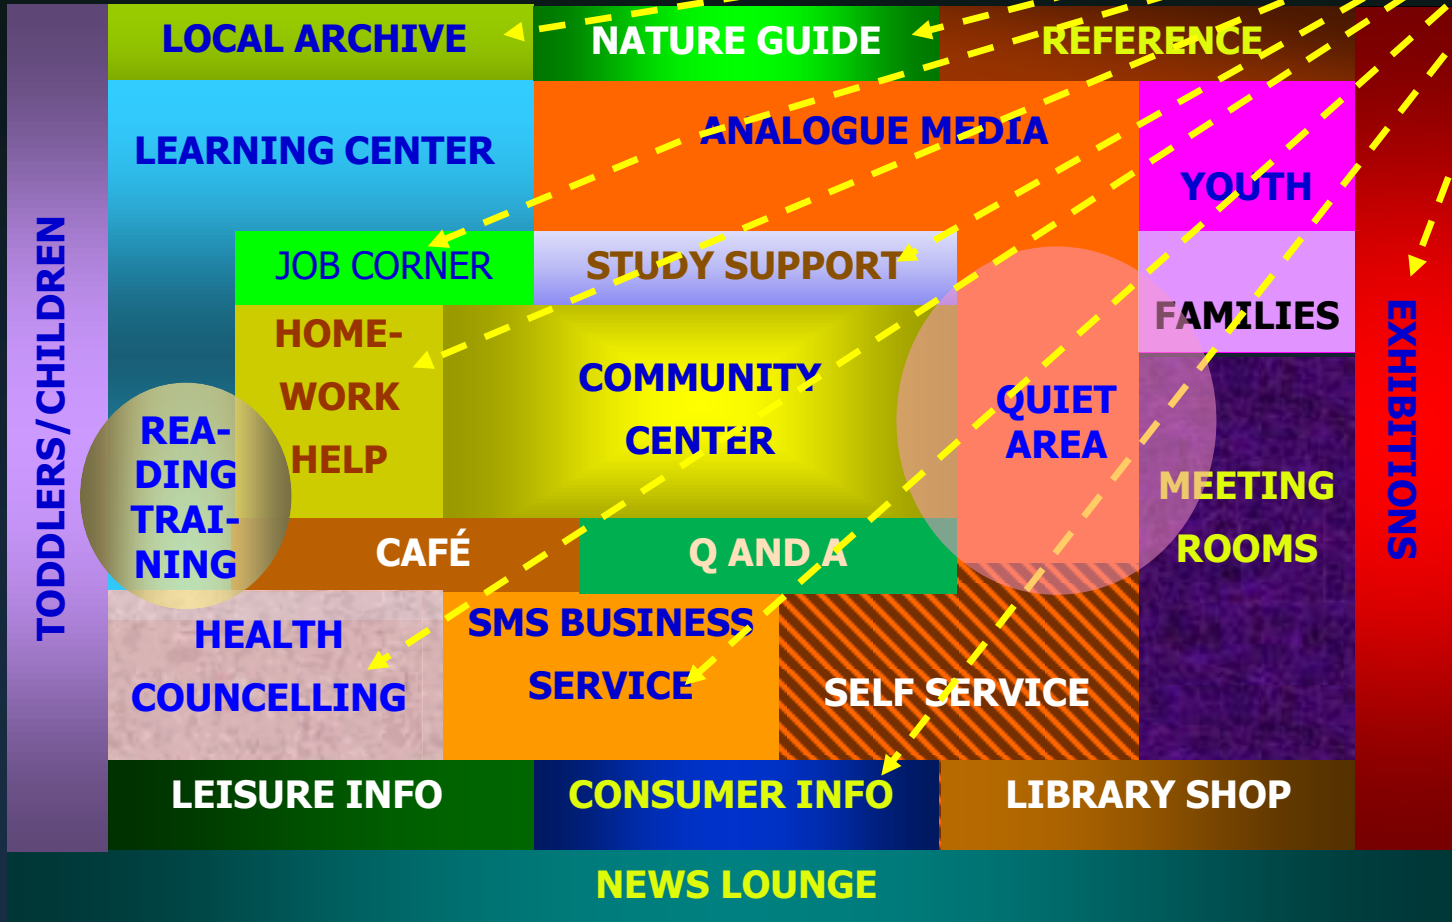 LOCAL ARCHIVE
NATURE GUIDE
REFERENCE
LEARNING CENTER
ANALOGUE MEDIA
YOUTH
TODDLERS/CHILDREN
JOB CORNER
STUDY SUPPORT
FAMILIES
EXHIBITIONS
HOME-
WORK
HELP
COMMUNITY
CENTER
QUIET
AREA
REA-
DING
TRAI-
NING
MEETING
ROOMS
CAFÉ
Q AND A
HEALTH
COUNCELLING
SMS BUSINESS
SERVICE
SELF SERVICE
LEISURE INFO
CONSUMER INFO
LIBRARY SHOP
NEWS LOUNGE